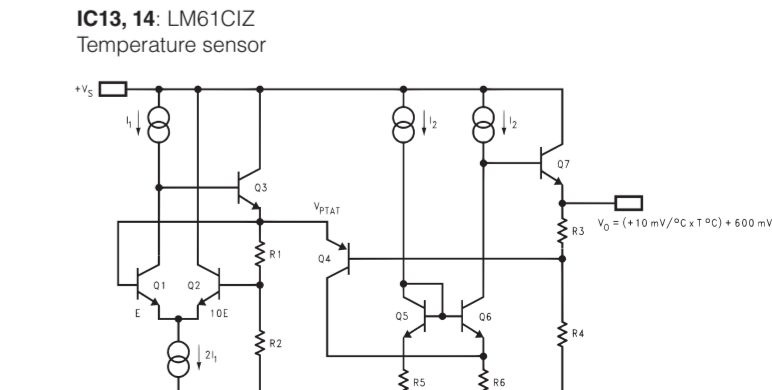 IC13, 14: LM61CIZ
Temperature sensor
+VS
I1
I2
I2
Q7
Q3
VPTAT
VO = (+10 mV/°C x T °C) + 600 mV
R3
R1
Q4
Q1
Q2
E
10E
Q5
Q6
R4
R2
2I1
R5
R6